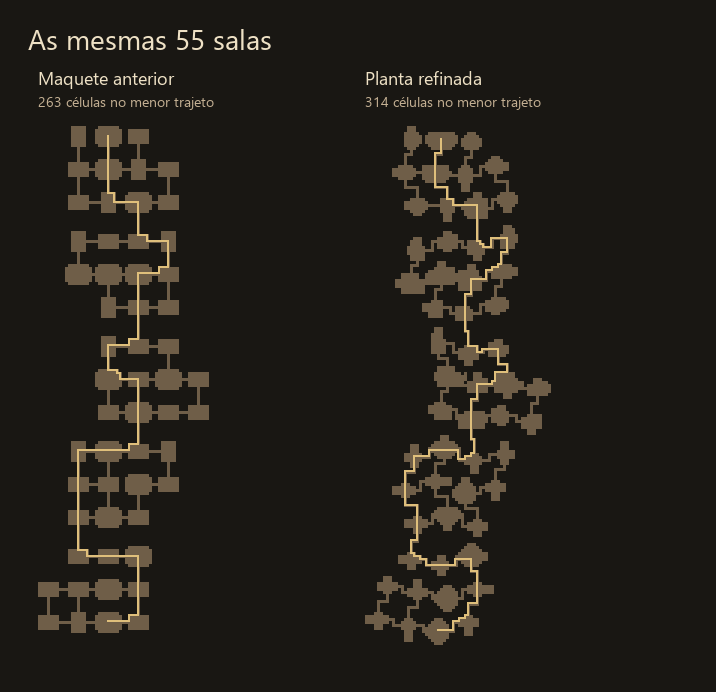 As mesmas 55 salas
Maquete anterior
263 células no menor trajeto
Planta refinada
314 células no menor trajeto